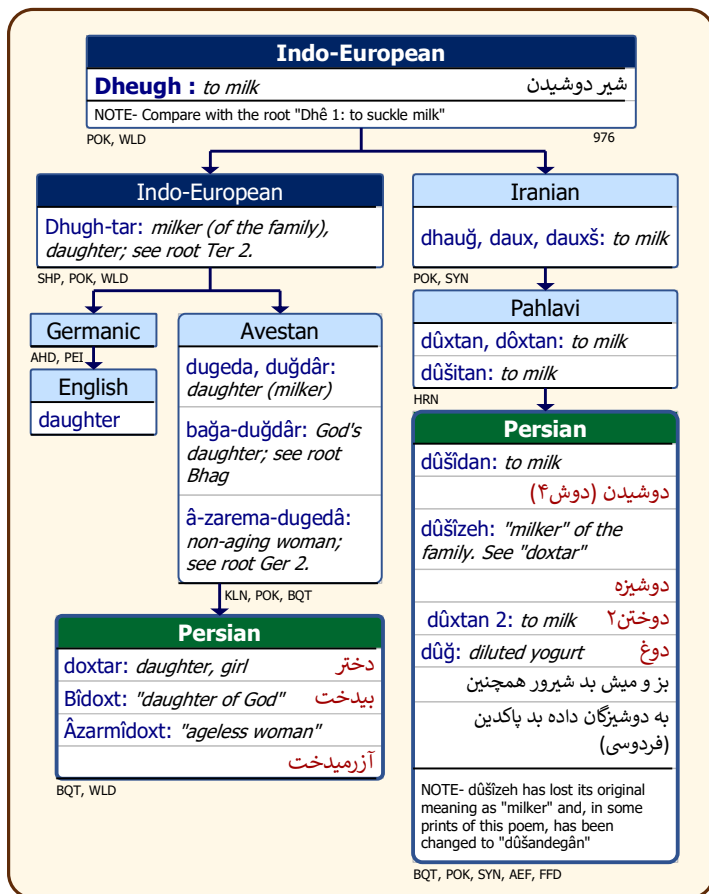 Indo-European
Dheugh : to milk شیر دوشیدن
NOTE- Compare with the root "Dhê 1: to suckle milk"
POK, WLD 976
Indo-European
Dhugh-tar: milker (of the family),
daughter; see root Ter 2.
SHP, POK, WLD
Germanic
AHD, PEI
English
daughter
Avestan
dugeda, duğdâr:
daughter (milker)
bağa-duğdâr: God's
daughter; see root
Bhag
â-zarema-dugedâ:
non-aging woman;
see root Ger 2.
KLN, POK, BQT
Persian
doxtar: daughter, girl دختر
Bîdoxt: "daughter of God" بیدخت
Âzarmîdoxt: "ageless woman"
آزرمیدخت
BQT, WLD
Iranian
dhauğ, daux, dauxš: to milk
POK, SYN
Pahlavi
dûxtan, dôxtan: to milk
dûšitan: to milk
HRN
Persian
dûšîdan: to milk
دوشیدن (دوش۴)
dûšîzeh: "milker" of the
family. See "doxtar"
دوشیزه
dûxtan 2: to milk دوختن۲
dûğ: diluted yogurt دوغ
بز و میش بد شیرور همچنین
به دوشیزگان داده بد پاکدین
(فردوسی)
NOTE- dûšîzeh has lost its original
meaning as "milker" and, in some
prints of this poem, has been
changed to "dûšandegân"
BQT, POK, SYN, AEF, FFD